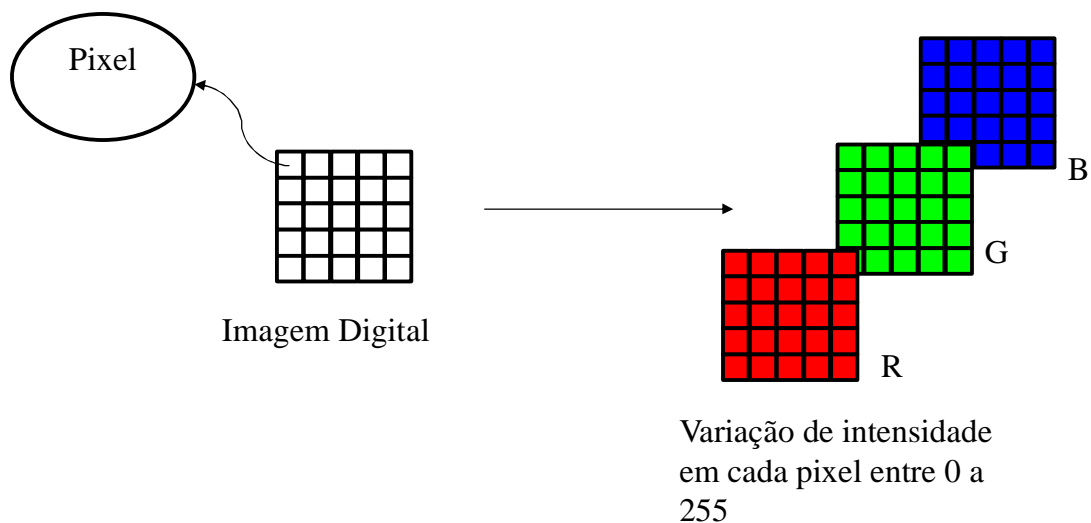 Pixel
Imagem Digital
B
G
R
Variação de intensidade
em cada pixel entre 0 a
255